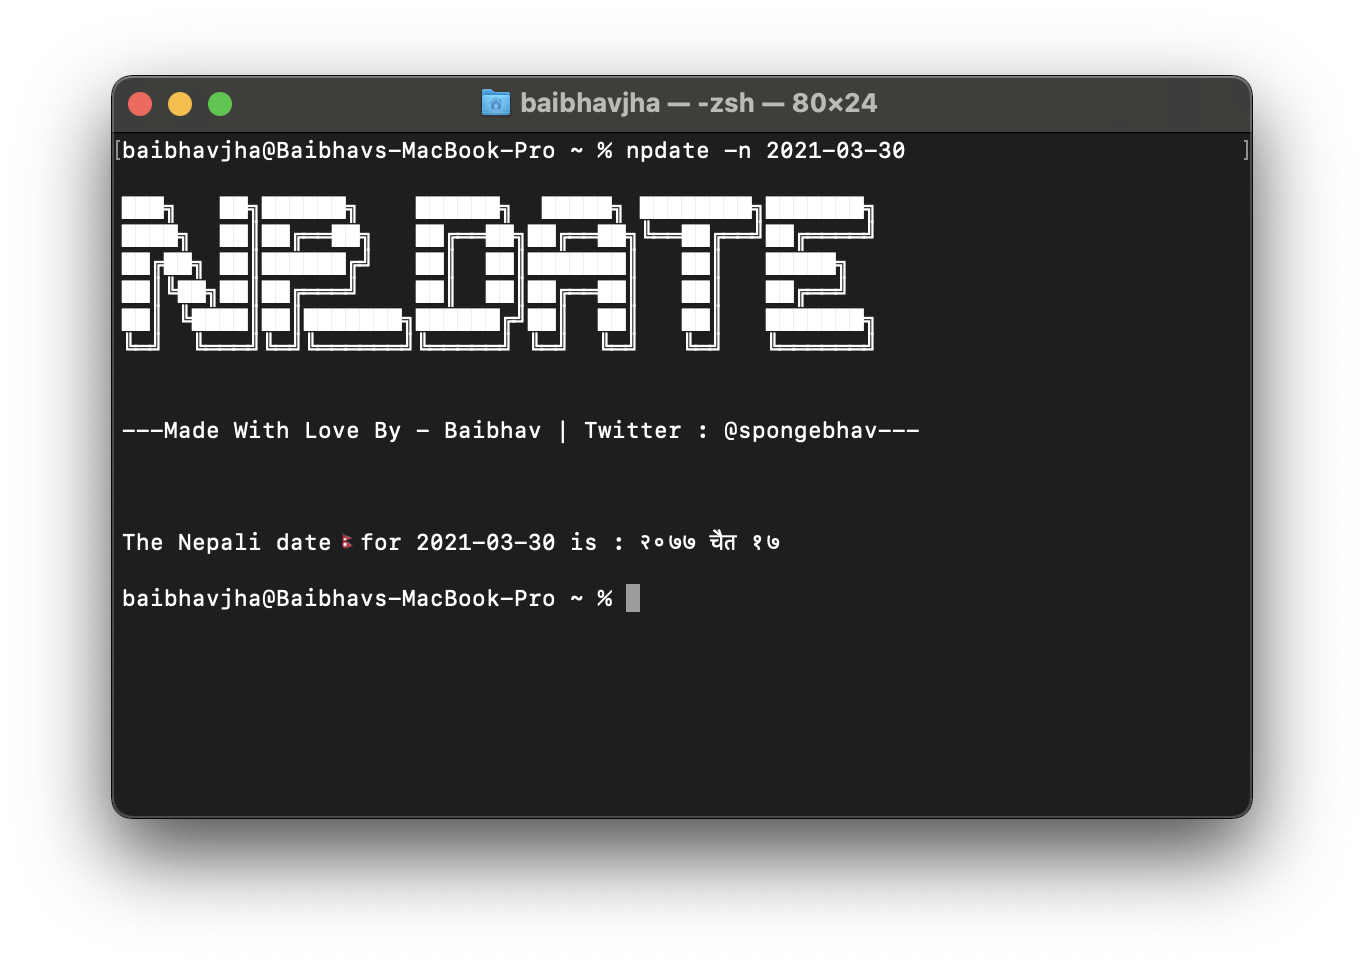 baibhavjha — -zsh — 80×24
[baibhavjha@Baibhavs-MacBook-Pro ~ % npdate -n 2021-03-30 ]
NP_DATE
---Made With Love By - Baibhav | Twitter : @spongebhav---
The Nepali date 🇳🇵 for 2021-03-30 is : २०७७ चैत १७
baibhavjha@Baibhavs-MacBook-Pro ~ %